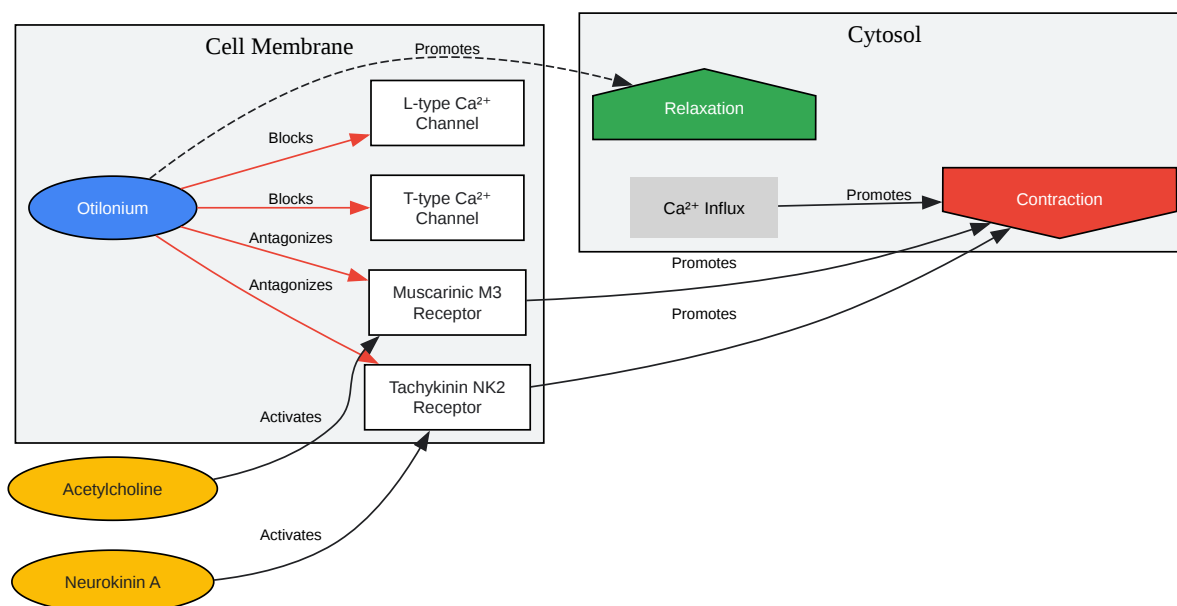 Cell Membrane
Cytosol
Promotes
L-type Ca²⁺
Channel
Relaxation
Blocks
T-type Ca²⁺
Channel
Otilonium
Blocks
Ca²⁺ Influx
Promotes
Contraction
Antagonizes
Muscarinic M3
Receptor
Promotes
Antagonizes
Promotes
Tachykinin NK2
Receptor
Activates
Acetylcholine
Activates
Neurokinin A